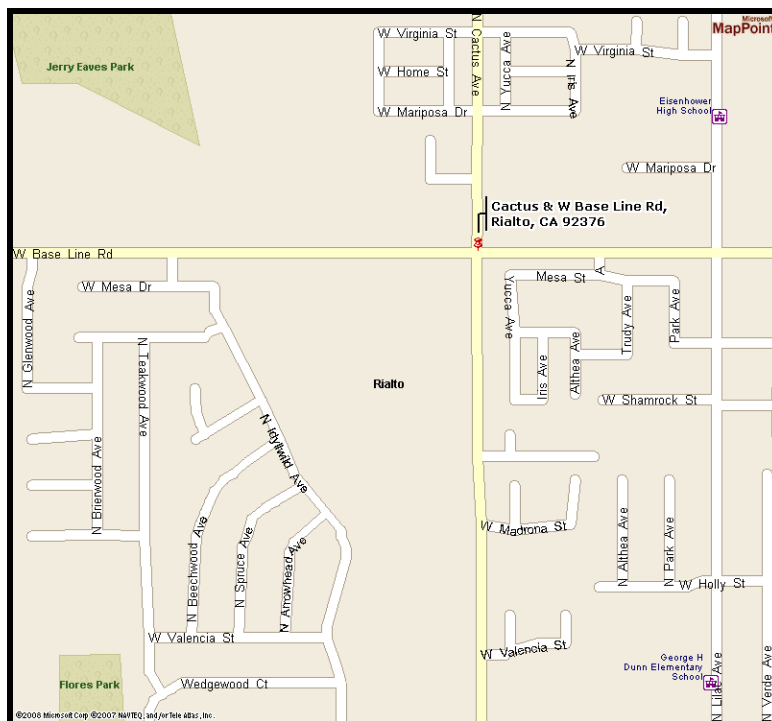 Microsoft
MapPoint
W Virginia St
N Cactus Ave
N Yucca Ave
N Iris Ave
W Virginia St
Jerry Eaves Park
W Home St
Eisenhower
High School
W Mariposa Dr
W Mariposa Dr
Cactus & W Base Line Rd,
Rialto, CA 92376
W Base Line Rd
A
W Mesa Dr
Mesa St
N Glenwood Ave
Yucca Ave
Trudy Ave
Park Ave
N Teakwood Ave
Iris Ave
Althea Ave
Rialto
W Shamrock St
N Idyllwild Ave
N Brierwood Ave
W Madrona St
N Althea Ave
N Park Ave
N Beechwood Ave
N Spruce Ave
N Arrowhead Ave
W Holly St
W Valencia St
W Valencia St
George H
Dunn Elementary
School
N Lilac Ave
N Verde Ave
Flores Park
Wedgewood Ct
©2008 Microsoft Corp ©2007 NAVTEQ, and/or Tele Atlas, Inc.